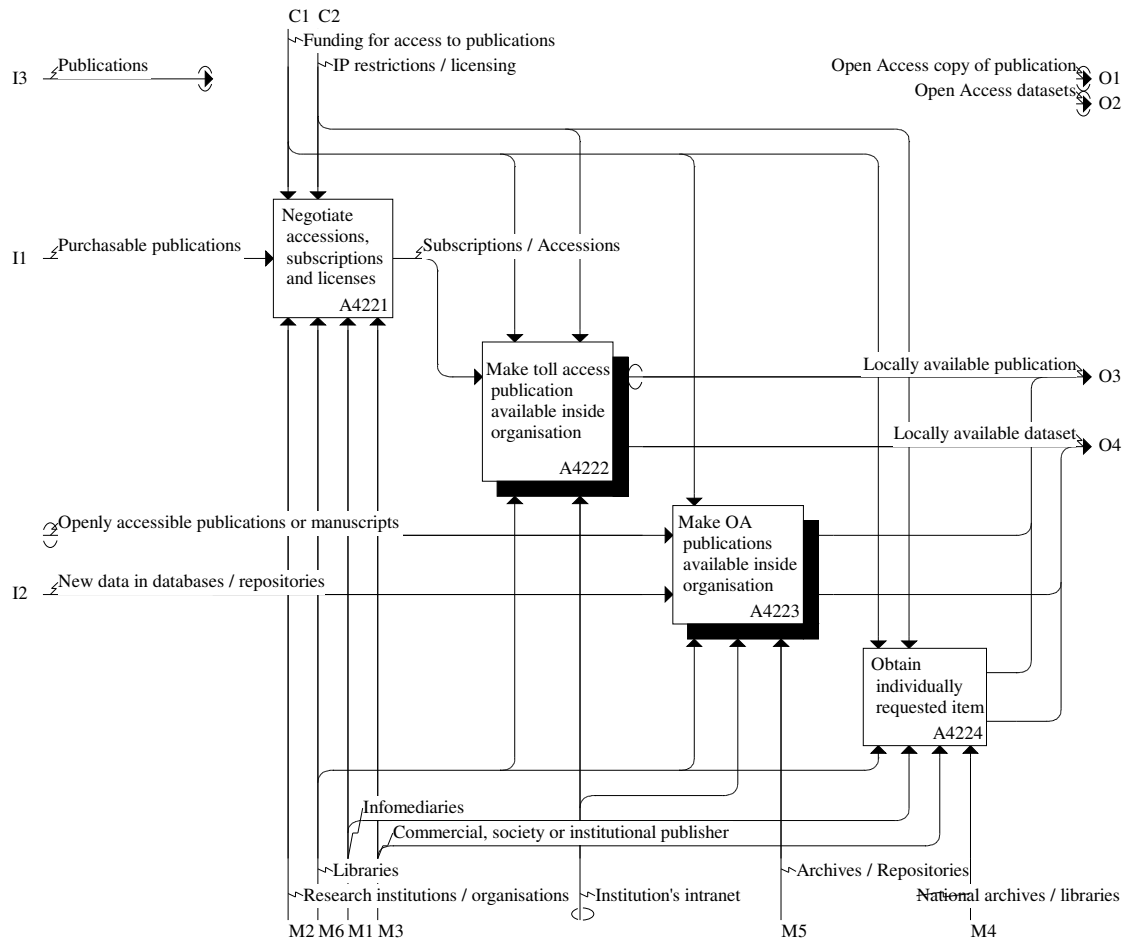 C1 C2
Funding for access to publications
IP restrictions / licensing
I3 Publications
Open Access copy of publication O1
Open Access datasets O2
Negotiate
accessions,
subscriptions
and licenses
A4221
I1 Purchasable publications
Subscriptions / Accessions
Make toll access
publication
available inside
organisation
A4222
Locally available publication O3
Locally available dataset O4
Openly accessible publications or manuscripts
Make OA
publications
available inside
organisation
A4223
I2 New data in databases / repositories
Obtain
individually
requested item
A4224
Infomediaries
Commercial, society or institutional publisher
Libraries
Archives / Repositories
Research institutions / organisations
Institution's intranet
National archives / libraries
M2 M6 M1 M3 M5 M4